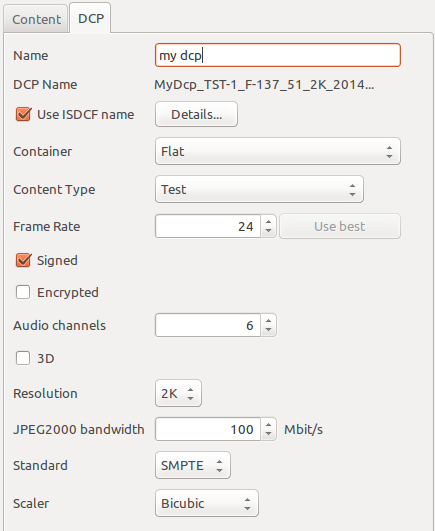 Content DCP
Name my dcp
DCP Name MyDcp_TST-1_F-137_51_2K_2014...
Use ISDCF name Details...
Container Flat
Content Type Test
Frame Rate 24 Use best
Signed
Encrypted
Audio channels 6
3D
Resolution 2K
JPEG2000 bandwidth 100 Mbit/s
Standard SMPTE
Scaler Bicubic